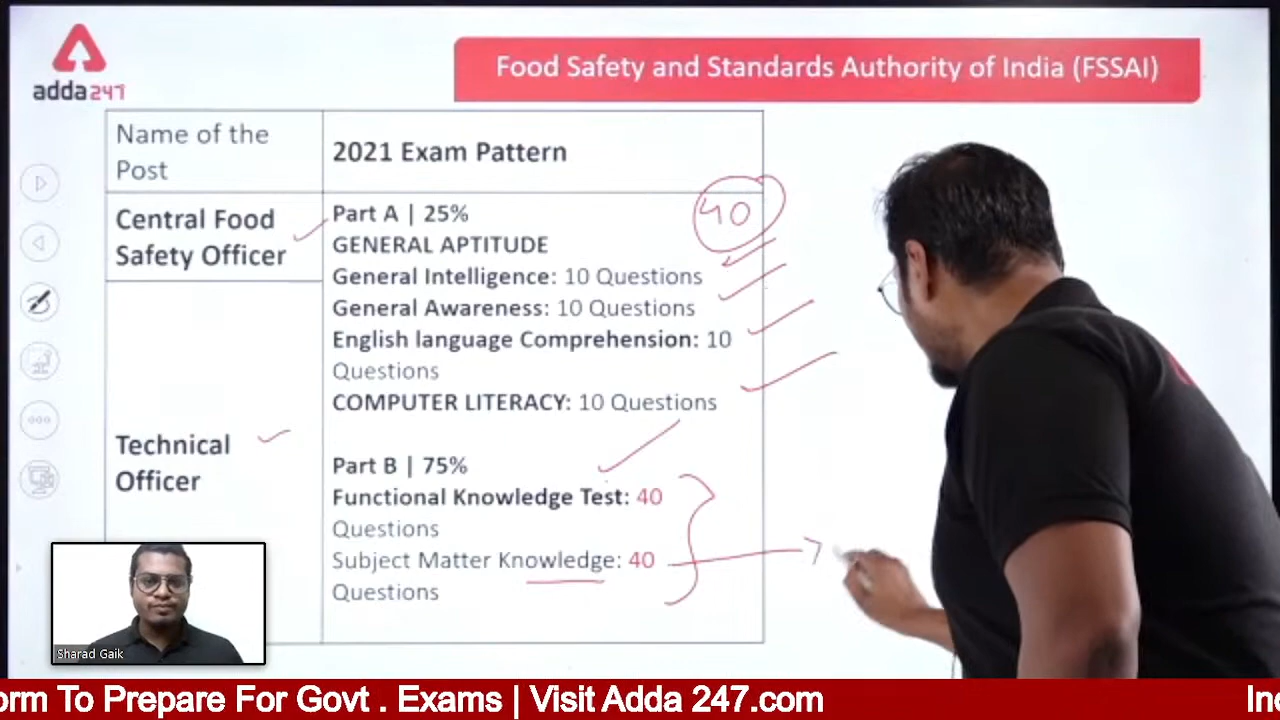 adda247
Food Safety and Standards Authority of India (FSSAI)
Name of the
Post
2021 Exam Pattern
Central Food
Safety Officer
Part A | 25%
40
GENERAL APTITUDE
General Intelligence: 10 Questions
General Awareness: 10 Questions
English language Comprehension: 10
Questions
COMPUTER LITERACY: 10 Questions
Technical
Officer
Part B | 75%
Functional Knowledge Test: 40
Questions
Subject Matter Knowledge: 40
Questions
Sharad Gaik
orm To Prepare For Govt . Exams | Visit Adda 247.com